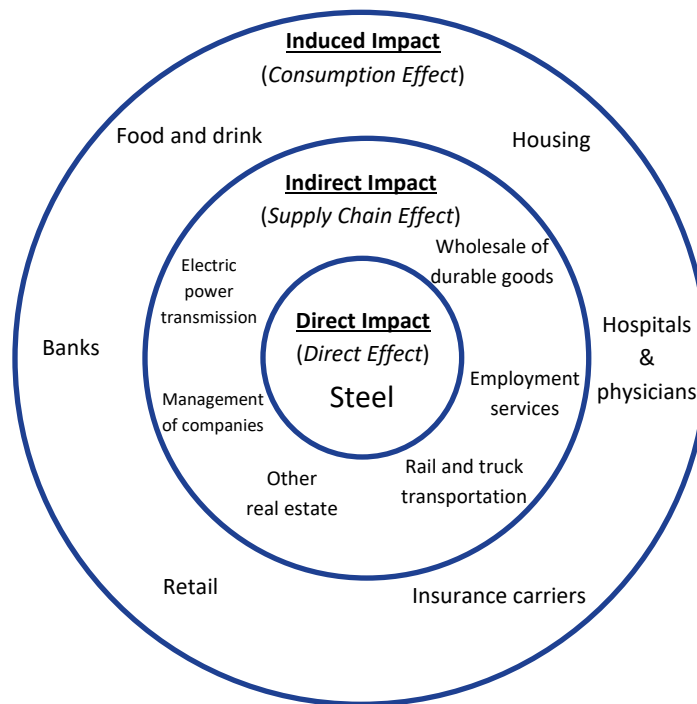 Induced Impact
(Consumption Effect)
Food and drink
Housing
Indirect Impact
(Supply Chain Effect)
Wholesale of
durable goods
Electric
power
transmission
Direct Impact
(Direct Effect)
Steel
Banks
Hospitals
&
physicians
Employment
services
Management
of companies
Other
real estate
Rail and truck
transportation
Retail
Insurance carriers